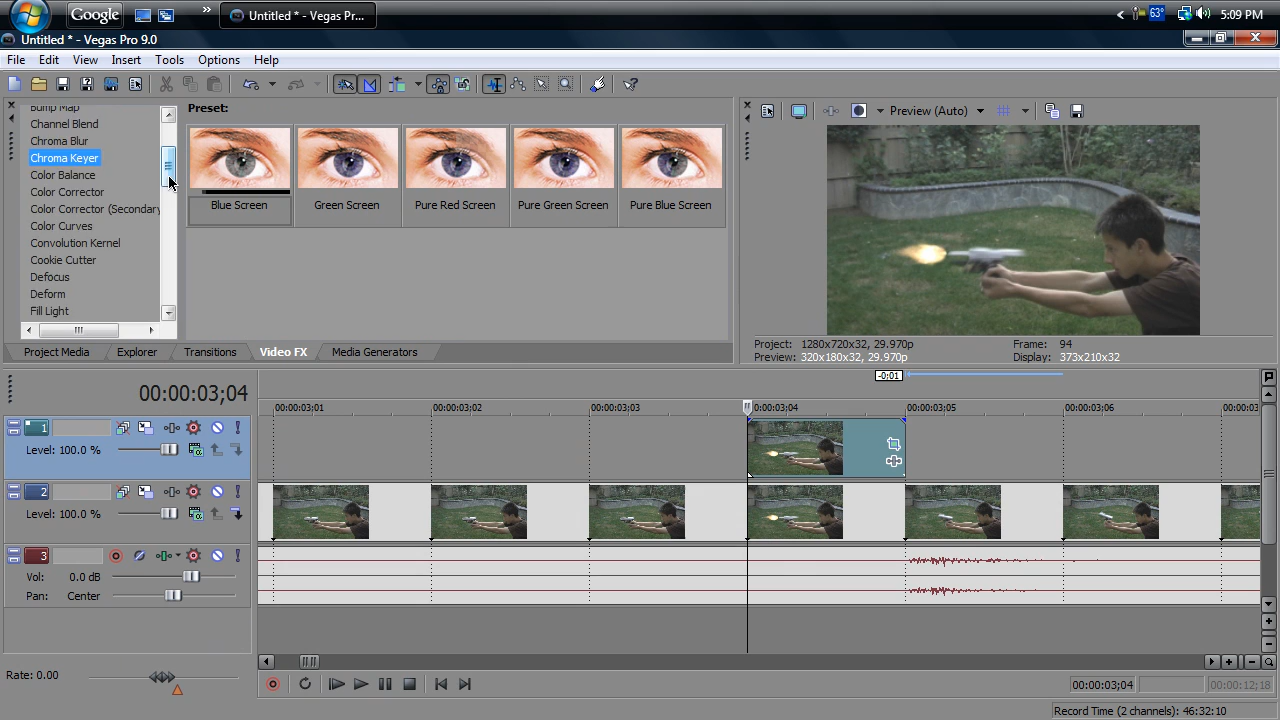 Google
»
Untitled * - Vegas Pr...
63°
5:09 PM
Untitled * - Vegas Pro 9.0
File Edit View Insert Tools Options Help
Bump Map
Channel Blend
Chroma Blur
Chroma Keyer
Color Balance
Color Corrector
Color Corrector (Secondary
Color Curves
Convolution Kernel
Cookie Cutter
Defocus
Deform
Fill Light
Preset:
Blue Screen Green Screen Pure Red Screen Pure Green Screen Pure Blue Screen
Preview (Auto)
Project: 1280x720x32, 29.970p Frame: 94
Preview: 320x180x32, 29.970p Display: 373x210x32
Project Media Explorer Transitions Video FX Media Generators
-0;01
00:00:03;04
00:00:03;01 00:00:03;02 00:00:03 0:00:03;04 00:00:03;05 00:00:03;06 00:00:03
1
Level: 100.0 %
2
Level: 100.0 %
3
Vol: 0.0 dB
Pan: Center
Rate: 0.00
00:00:03;04 00:00:12;18
Record Time (2 channels): 46:32:10